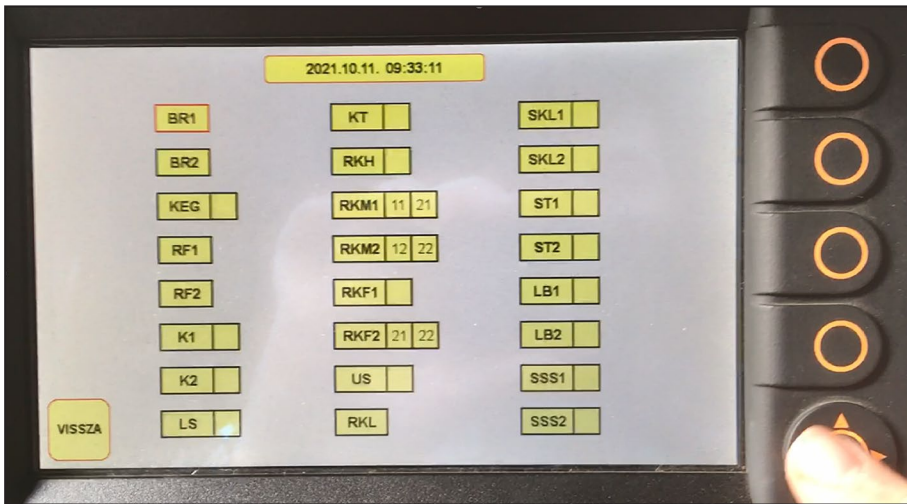 2021.10.11. 09:33:11
BR1 KT SKL1
BR2 RKH SKL2
KEG RKM1 11 21 ST1
RF1 RKM2 12 22 ST2
RF2 RKF1 LB1
K1 RKF2 21 22 LB2
K2 US SSS1
LS RKL SSS2
VISSZA